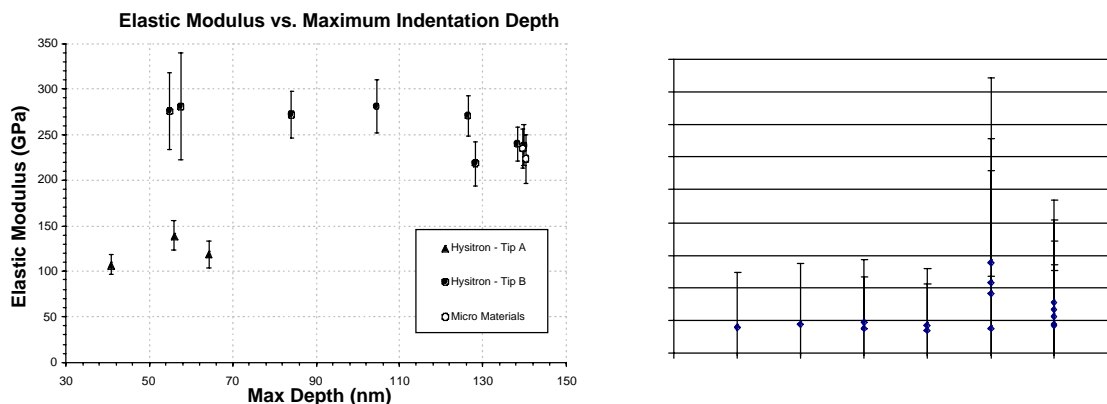 Elastic Modulus vs. Maximum Indentation Depth
350
300
250
200
150
100
50
0
Elastic Modulus (GPa)
Hysitron - Tip A
Hysitron - Tip B
Micro Materials
30 50 70 90 110 130 150
Max Depth (nm)